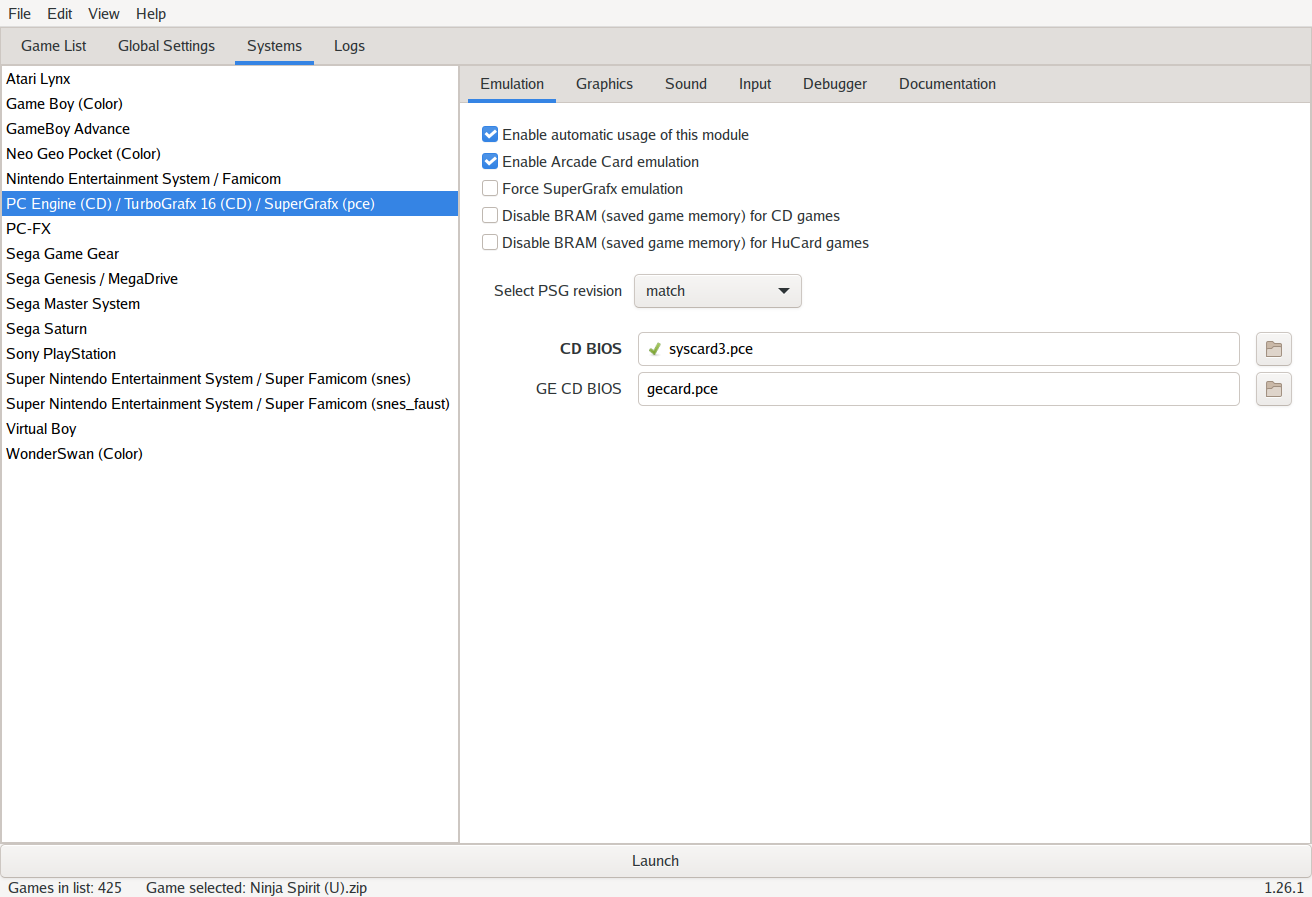 File Edit View Help
Game List Global Settings Systems Logs
Atari Lynx
Game Boy (Color)
GameBoy Advance
Neo Geo Pocket (Color)
Nintendo Entertainment System / Famicom
PC Engine (CD) / TurboGrafx 16 (CD) / SuperGrafx (pce)
PC-FX
Sega Game Gear
Sega Genesis / MegaDrive
Sega Master System
Sega Saturn
Sony PlayStation
Super Nintendo Entertainment System / Super Famicom (snes)
Super Nintendo Entertainment System / Super Famicom (snes_faust)
Virtual Boy
WonderSwan (Color)
Emulation Graphics Sound Input Debugger Documentation
Enable automatic usage of this module
Enable Arcade Card emulation
Force SuperGrafx emulation
Disable BRAM (saved game memory) for CD games
Disable BRAM (saved game memory) for HuCard games
Select PSG revision match
CD BIOS syscard3.pce
GE CD BIOS gecard.pce
Launch
Games in list: 425 Game selected: Ninja Spirit (U).zip 1.26.1